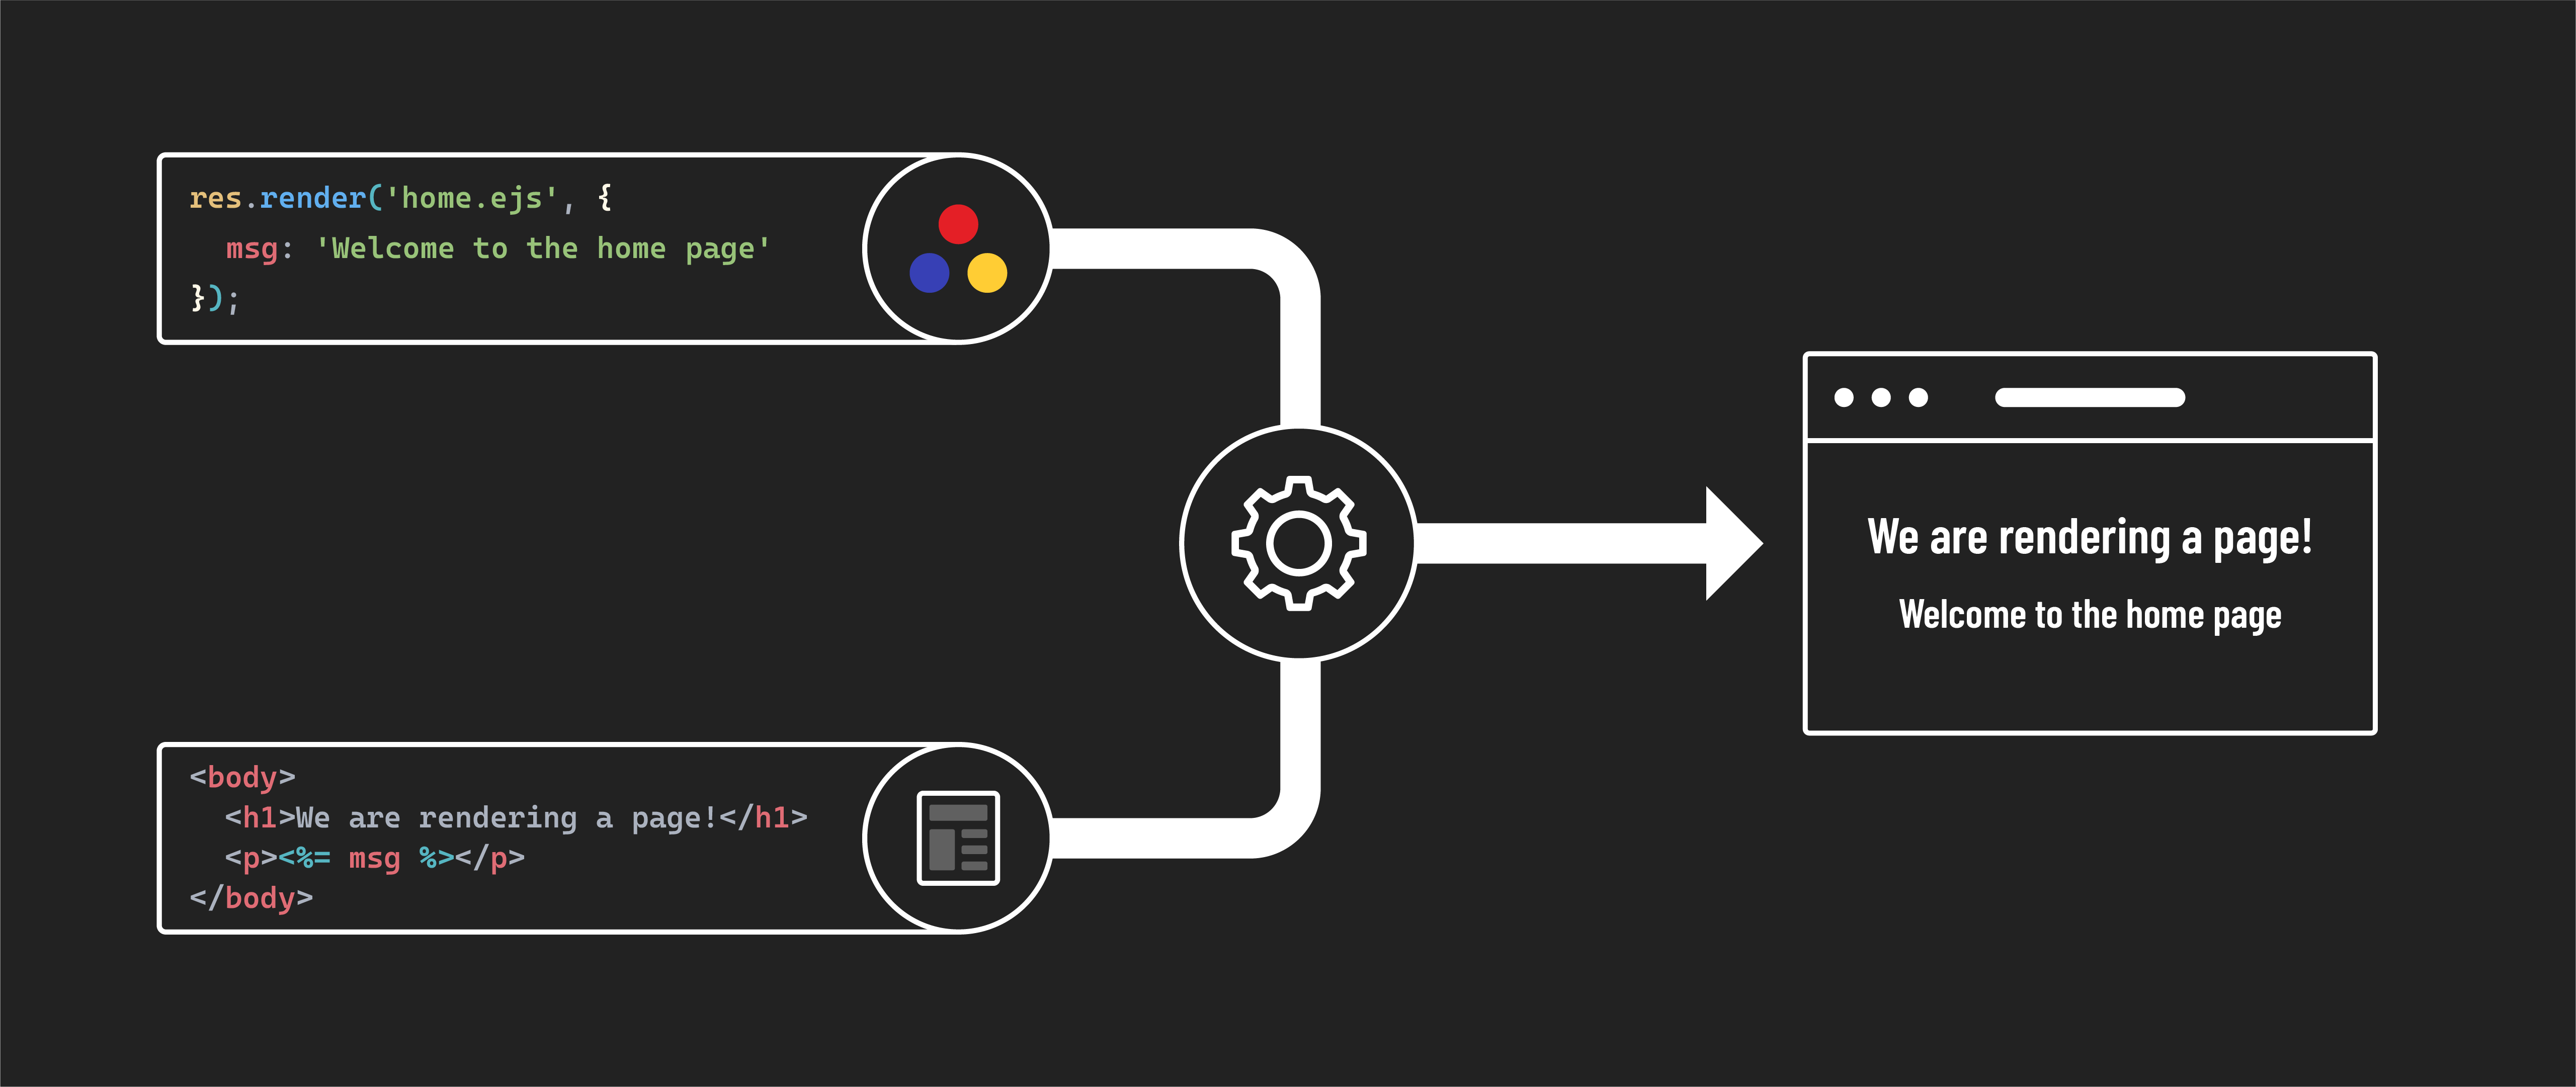 res.render('home.ejs', {
  msg: 'Welcome to the home page'
});
<body>
  <h1>We are rendering a page!</h1>
  <p><%= msg %></p>
</body>
We are rendering a page!
Welcome to the home page